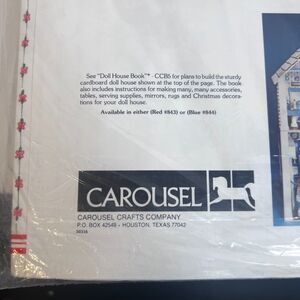 See "Doll House Book"* - CCB6 for plans to build the sturdy
cardboard doll house shown at the top of the page. The book
also includes instructions for making many, many accessories,
tables, serving supplies, mirrors, rugs and Christmas decora-
tions for your doll house.
Available in either (Red #843) or (Blue #844)
CAROUSEL
CAROUSEL CRAFTS COMPANY
P.O. BOX 42549 – HOUSTON, TEXAS 77042
50316